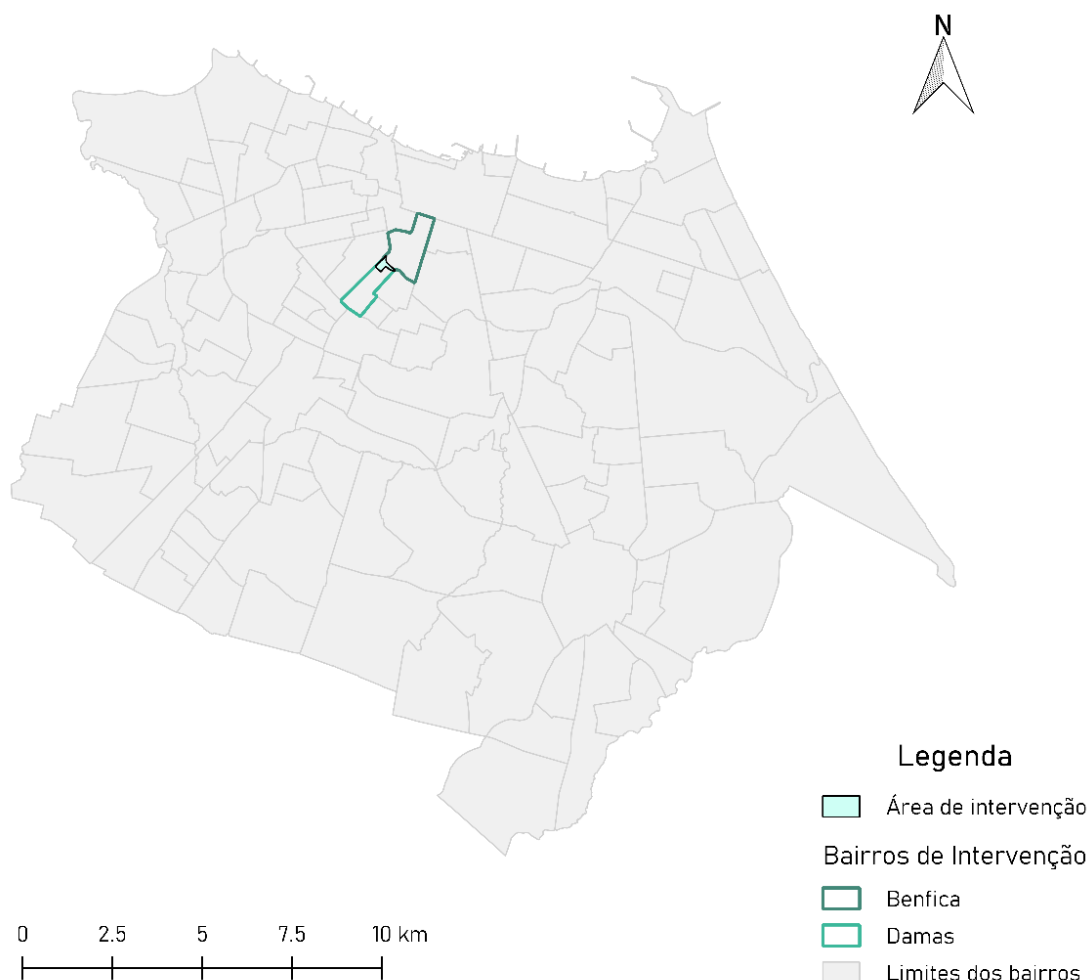 N
Legenda
Área de intervenção
Bairros de Intervenção
Benfica
Damas
Limites dos bairros
0 2.5 5 7.5 10 km